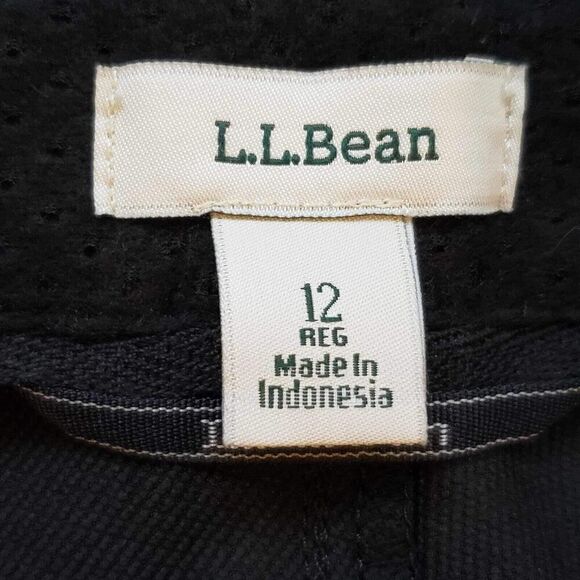 L.L.Bean
12
REG
Made In
Indonesia